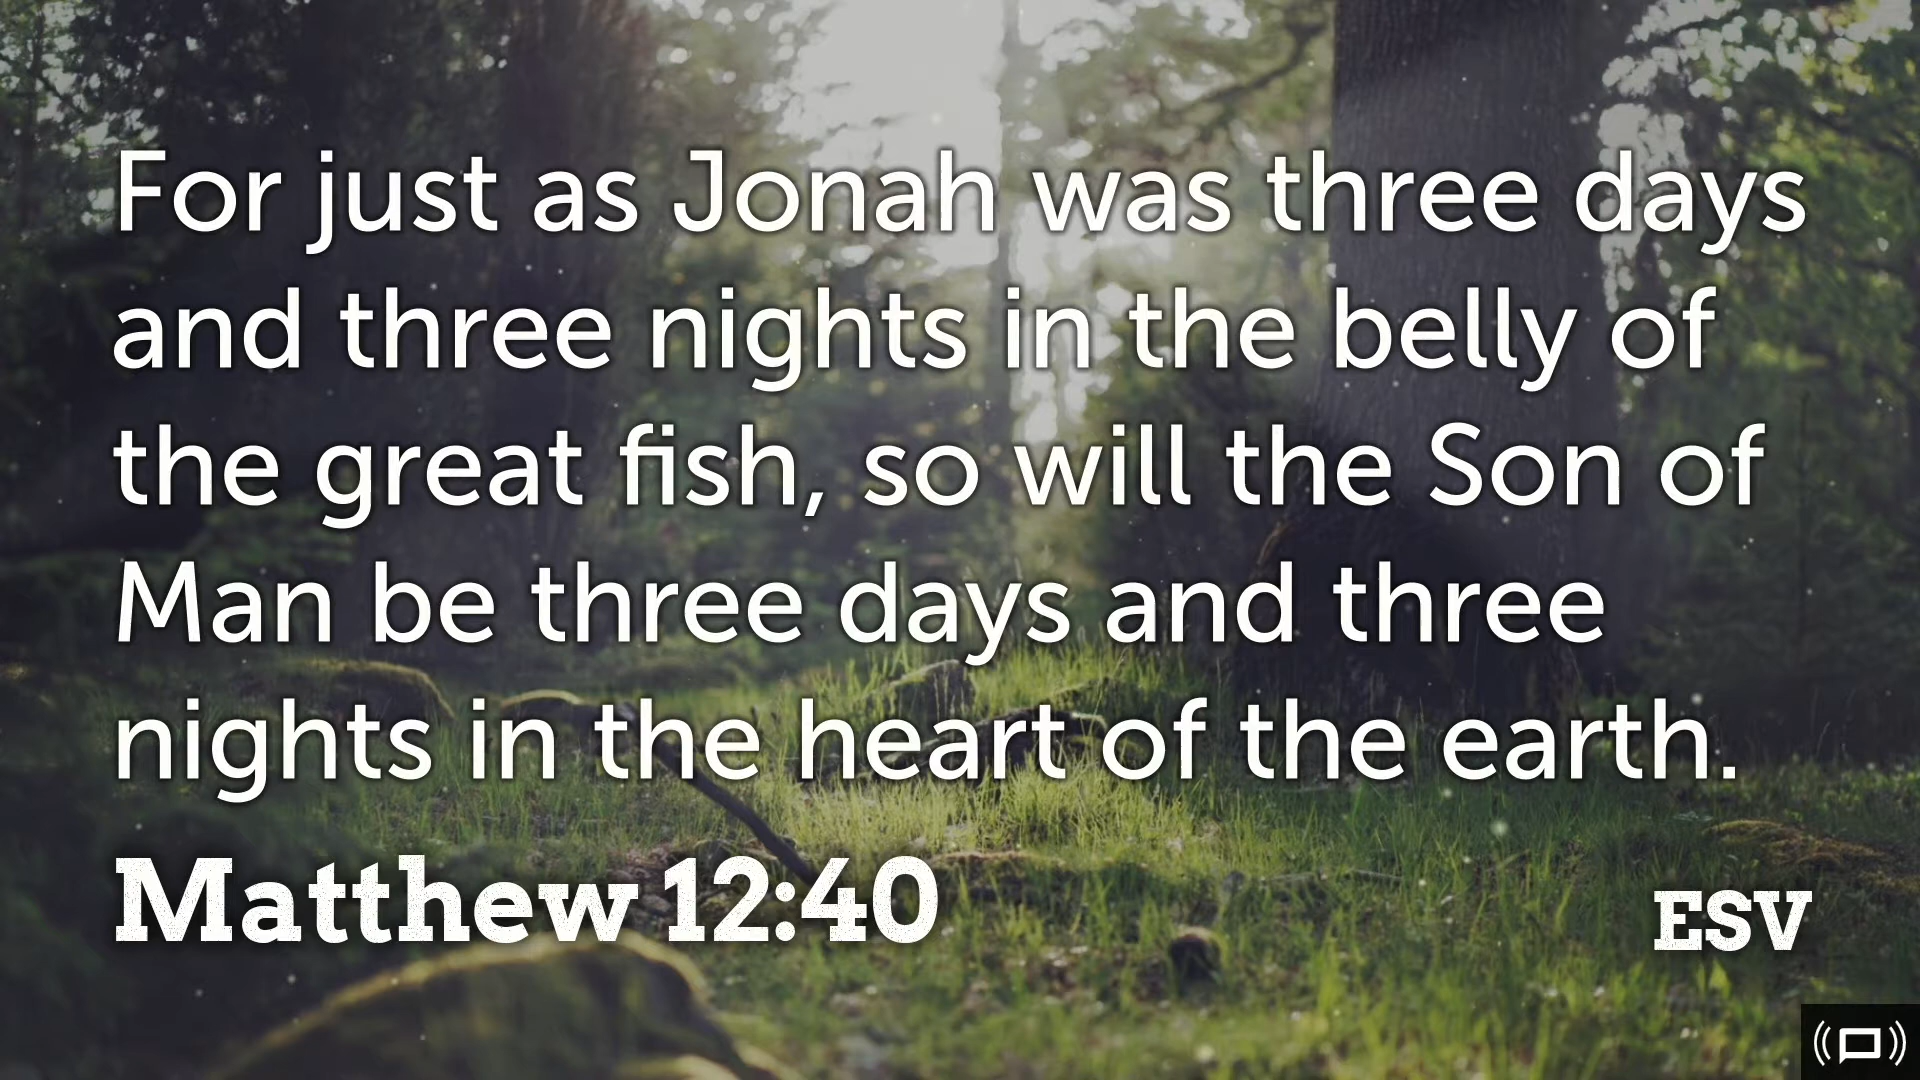 For just as Jonah was three days
and three nights in the belly of
the great fish, so will the Son of
Man be three days and three
nights in the heart of the earth.
Matthew 12:40
ESV